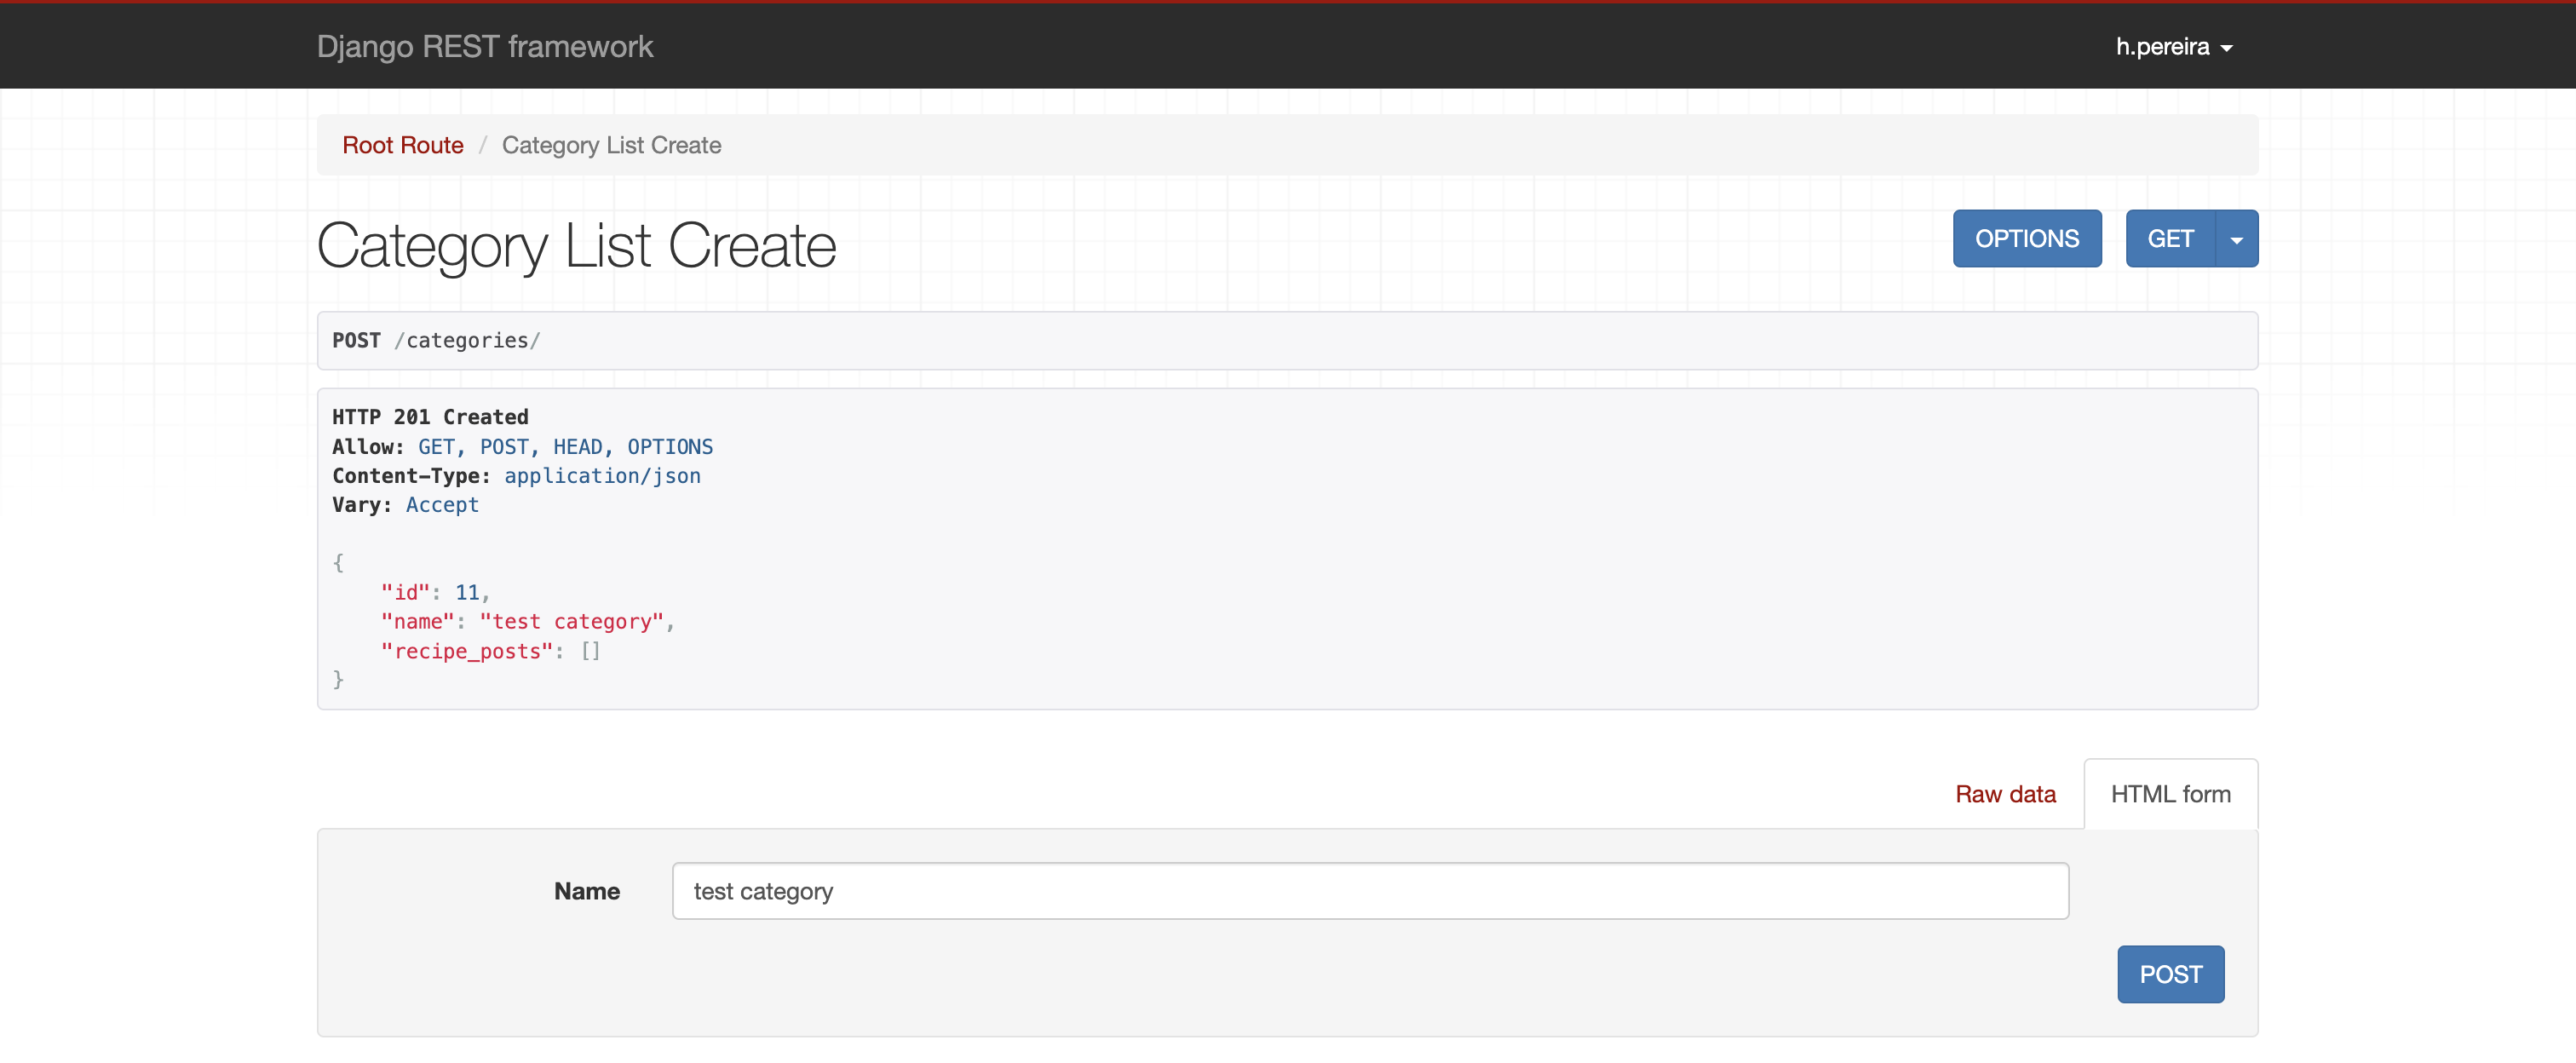 Django REST framework
h.pereira
Root Route / Category List Create
Category List Create
OPTIONS
GET
POST /categories/
HTTP 201 Created
Allow: GET, POST, HEAD, OPTIONS
Content-Type: application/json
Vary: Accept
{
    "id": 11,
    "name": "test category",
    "recipe_posts": []
}
Raw data
HTML form
Name
test category
POST